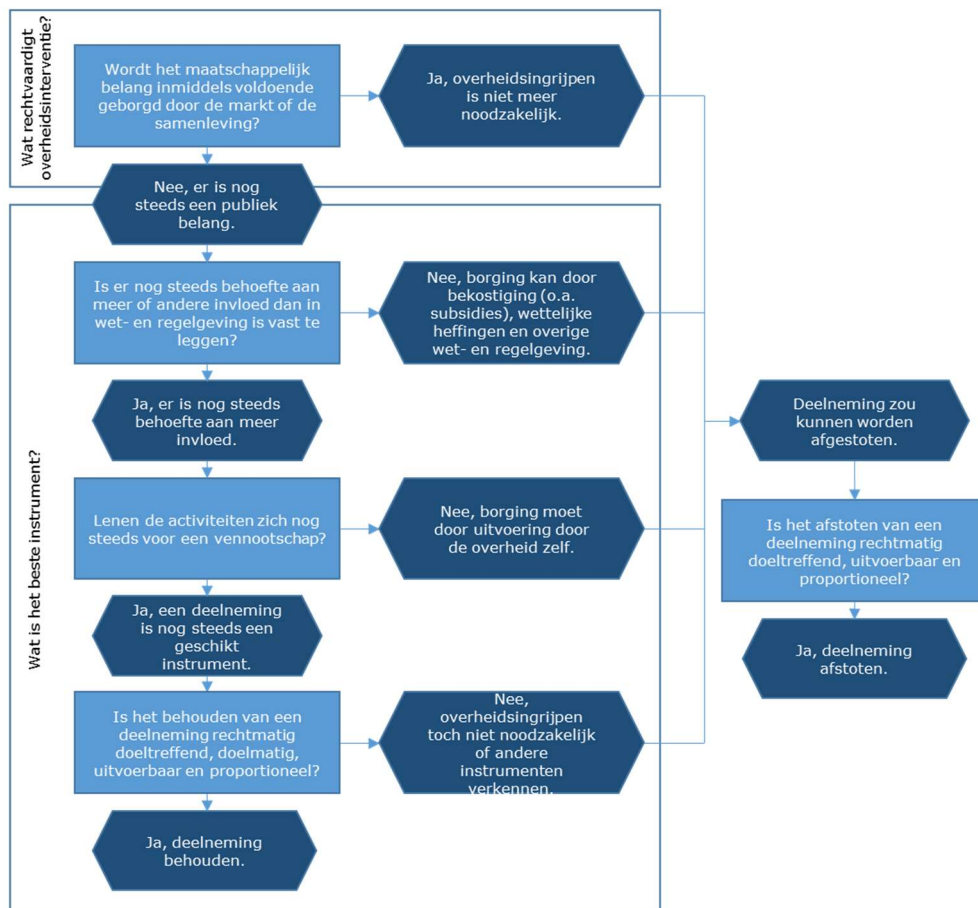 Wat rechtvaardigt
overheidsinterventie?
Wordt het maatschappelijk
belang inmiddels voldoende
geborgd door de markt of de
samenleving?
Ja, overheidsingrijpen
is niet meer
noodzakelijk.
Nee, er is nog
steeds een publiek
belang.
Wat is het beste instrument?
Is er nog steeds behoefte aan
meer of andere invloed dan in
wet- en regelgeving is vast te
leggen?
Nee, borging kan door
bekostiging (o.a.
subsidies), wettelijke
heffingen en overige
wet- en regelgeving.
Ja, er is nog steeds
behoefte aan meer
invloed.
Lenen de activiteiten zich nog
steeds voor een vennootschap?
Nee, borging moet
door uitvoering door
de overheid zelf.
Ja, een deelneming
is nog steeds een
geschikt
instrument.
Is het behouden van een
deelneming rechtmatig
doeltreffend, doelmatig,
uitvoerbaar en proportioneel?
Nee,
overheidsingrijpen
toch niet noodzakelijk
of andere
instrumenten
verkennen.
Ja, deelneming
behouden.
Deelneming zou
kunnen worden
afgestoten.
Is het afstoten van een
deelneming rechtmatig
doeltreffend, uitvoerbaar en
proportioneel?
Ja, deelneming
afstoten.